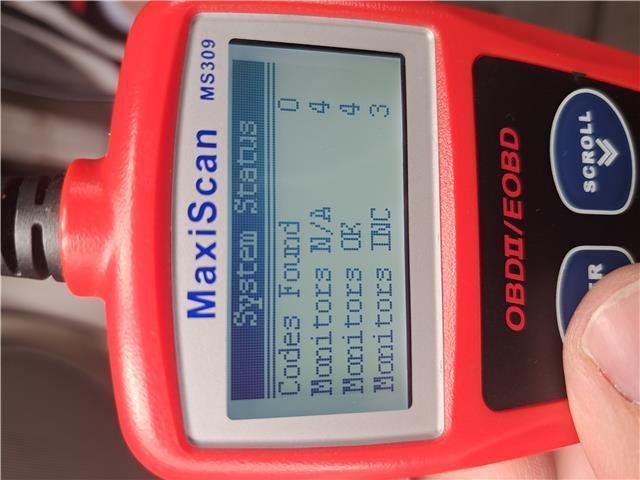 MaxiScan MS309
System Status
Codes Found 0
Monitors N/A 4
Monitors OK 4
Monitors INC 3
OBDII/EOBD
SCROLL